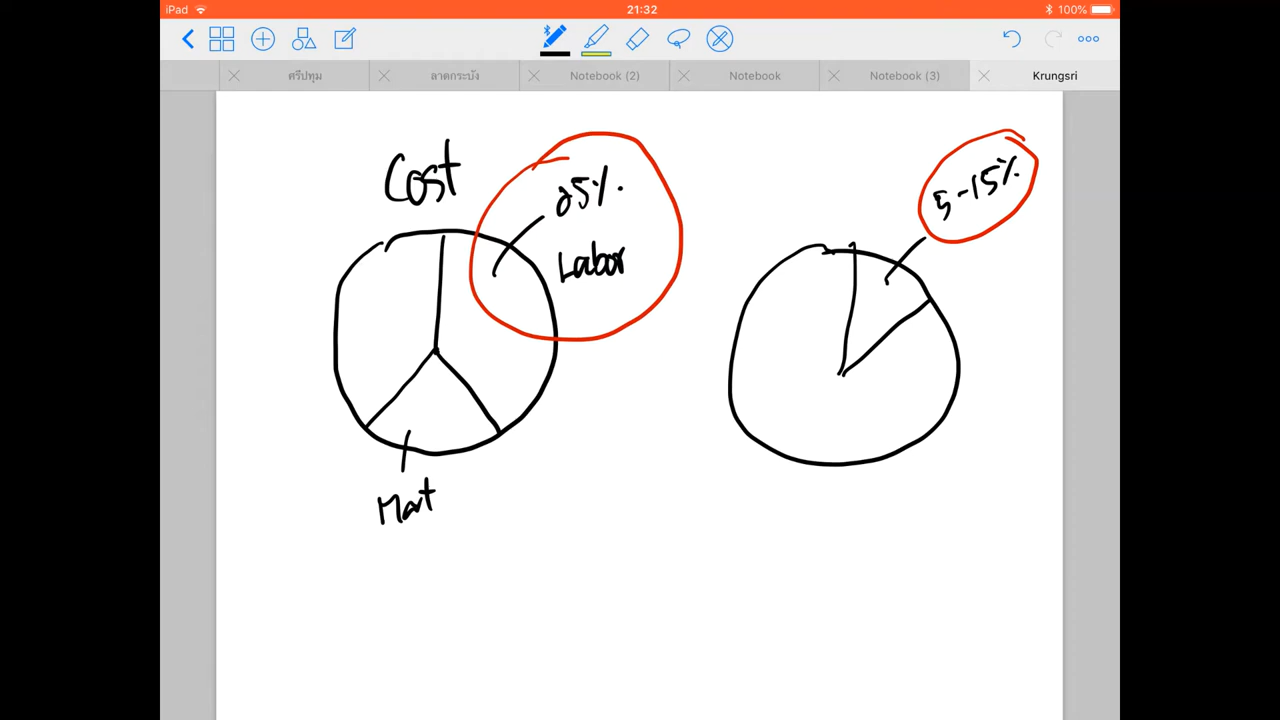 iPad
21:32
100%
ศรีปทุม
ลาดกระบัง
Notebook (2)
Notebook
Notebook (3)
Krungsri
Cost
25%
Labor
5-15%
Mat